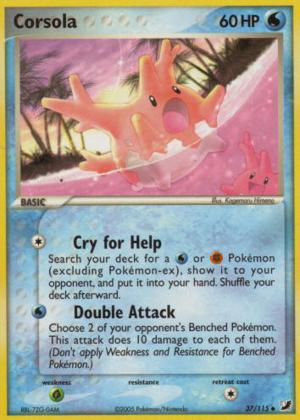 Corsola 60 HP
Illus. Kagemaru Himeno
BASIC
Cry for Help
Search your deck for a or Pokémon
(excluding Pokémon-ex), show it to your
opponent, and put it into your hand. Shuffle your
deck afterward.
Double Attack
Choose 2 of your opponent's Benched Pokémon.
This attack does 10 damage to each of them.
(Don't apply Weakness and Resistance for Benched
Pokémon.)
weakness resistance retreat cost
RBL-7ZG-0AM ©2005 Pokémon/Nintendo 37/115